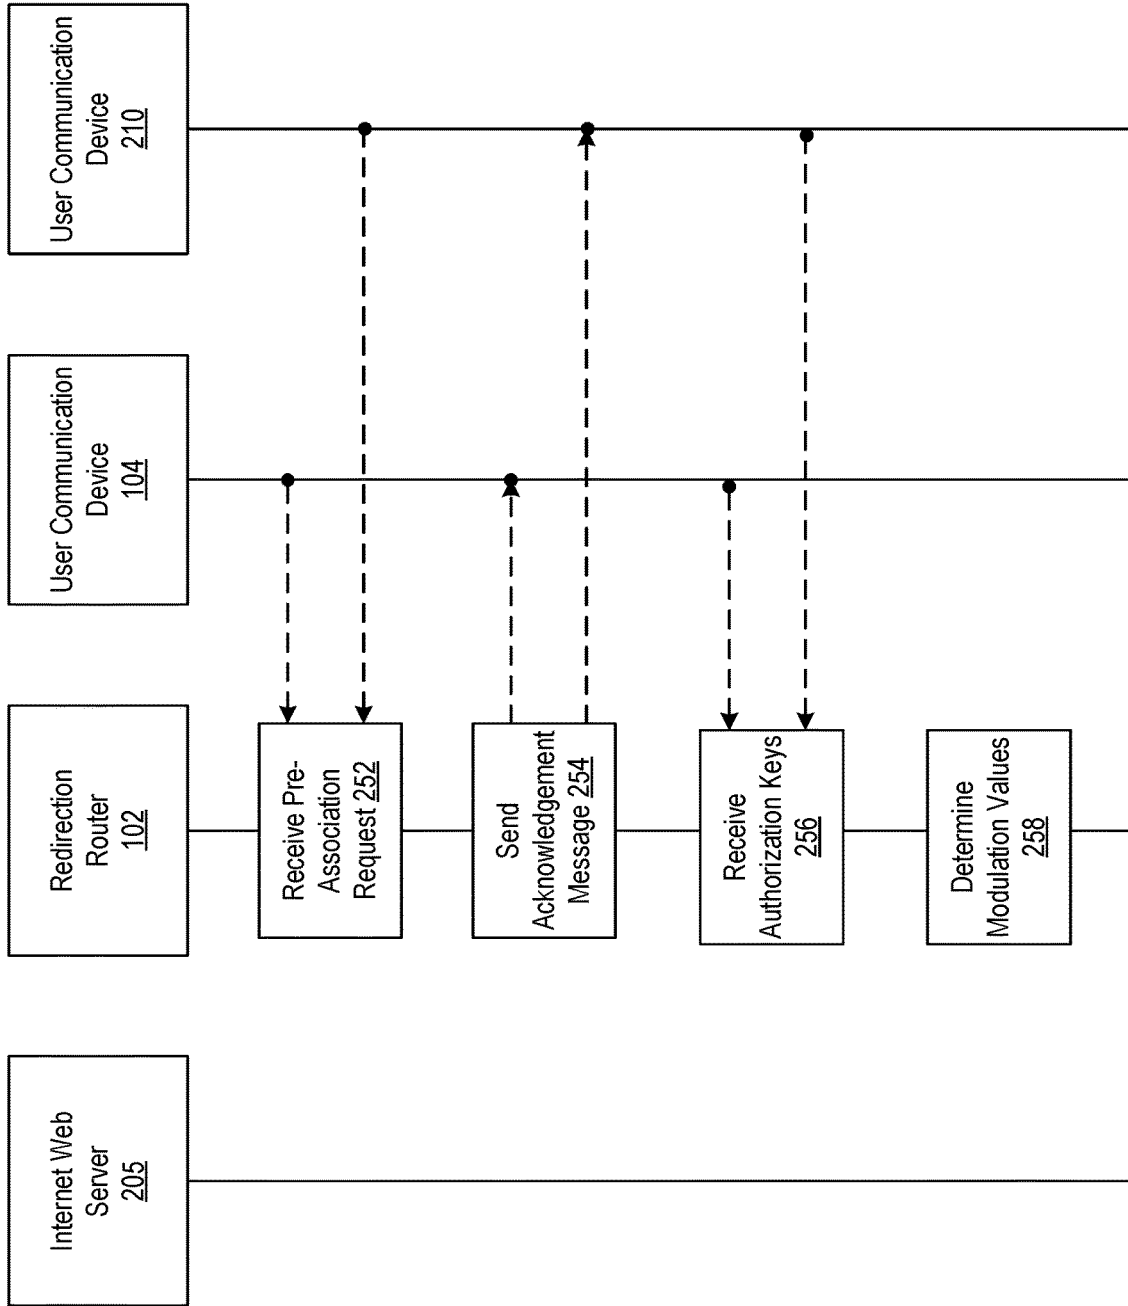 Internet Web
Server
205
Redirection
Router
102
User Communication
Device
104
User Communication
Device
210
Receive Pre-
Association
Request 252
Send
Acknowledgement
Message 254
Receive
Authorization Keys
256
Determine
Modulation Values
258